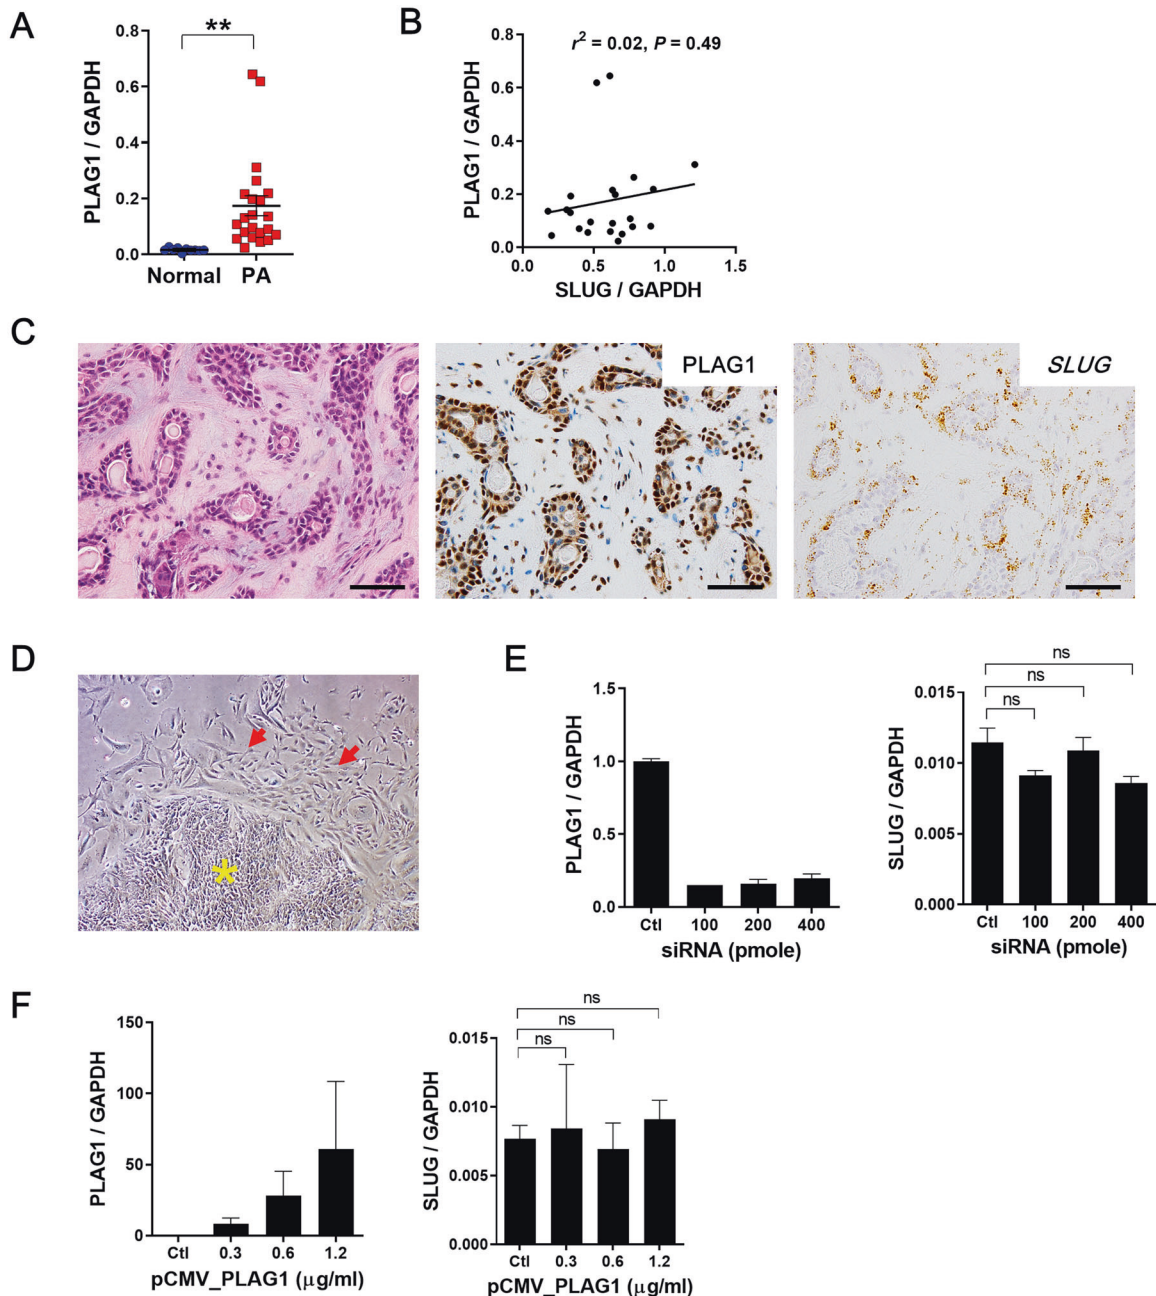 A
**
PLAG1 / GAPDH
0.8
0.6
0.4
0.2
0.0
Normal PA
B
r² = 0.02, P = 0.49
PLAG1 / GAPDH
0.8
0.6
0.4
0.2
0.0
0.0 0.5 1.0 1.5
SLUG / GAPDH
C
PLAG1
SLUG
D
*
E
PLAG1 / GAPDH
1.5
1.0
0.5
0.0
Ctl 100 200 400
siRNA (pmole)
ns
ns
ns
SLUG / GAPDH
0.015
0.010
0.005
0.000
Ctl 100 200 400
siRNA (pmole)
F
PLAG1 / GAPDH
150
100
50
0
Ctl 0.3 0.6 1.2
pCMV_PLAG1 (μg/ml)
ns
ns
ns
SLUG / GAPDH
0.015
0.010
0.005
0.000
Ctl 0.3 0.6 1.2
pCMV_PLAG1 (μg/ml)